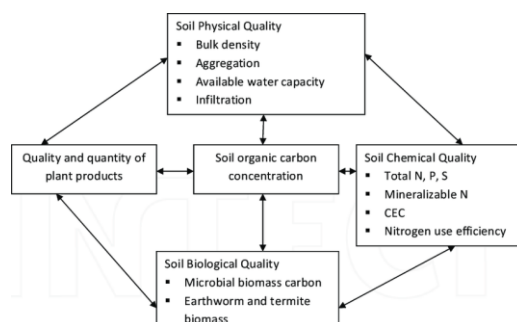 Soil Physical Quality
▪ Bulk density
▪ Aggregation
▪ Available water capacity
▪ Infiltration
Quality and quantity of
plant products
Soil organic carbon
concentration
Soil Chemical Quality
▪ Total N, P, S
▪ Mineralizable N
▪ CEC
▪ Nitrogen use efficiency
Soil Biological Quality
▪ Microbial biomass carbon
▪ Earthworm and termite
biomass